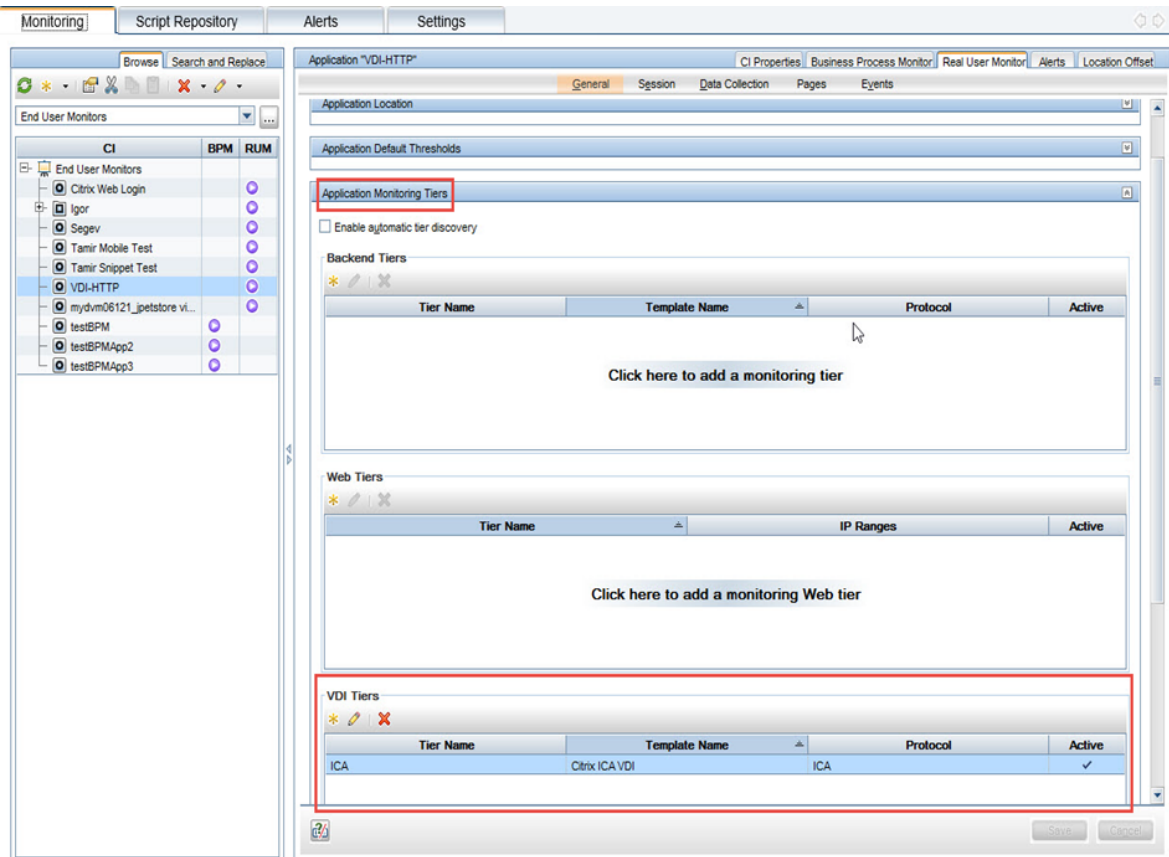 Monitoring Script Repository Alerts Settings
Browse Search and Replace
End User Monitors ...
CI BPM RUM
End User Monitors
Citrix Web Login
Igor
Segev
Tamir Mobile Test
Tamir Snippet Test
VDI-HTTP
mydvm06121_jpetstore vi...
testBPM
testBPMApp2
testBPMApp3
Application "VDI-HTTP" CI Properties Business Process Monitor Real User Monitor Alerts Location Offset
General Session Data Collection Pages Events
Application Location
Application Default Thresholds
Application Monitoring Tiers
Enable automatic tier discovery
Backend Tiers
Tier Name Template Name Protocol Active
Click here to add a monitoring tier
Web Tiers
Tier Name IP Ranges Active
Click here to add a monitoring Web tier
VDI Tiers
Tier Name Template Name Protocol Active
ICA Citrix ICA VDI ICA
Save Cancel